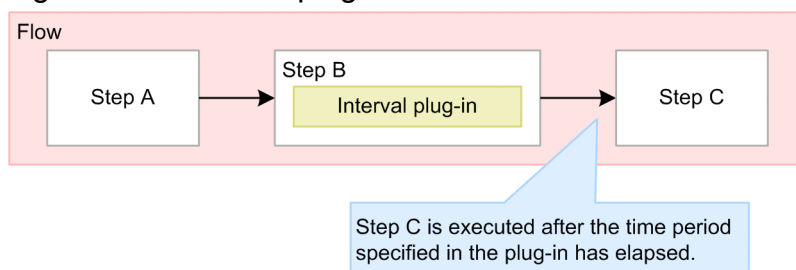 Flow
Step A
Step B
Interval plug-in
Step C
Step C is executed after the time period
specified in the plug-in has elapsed.